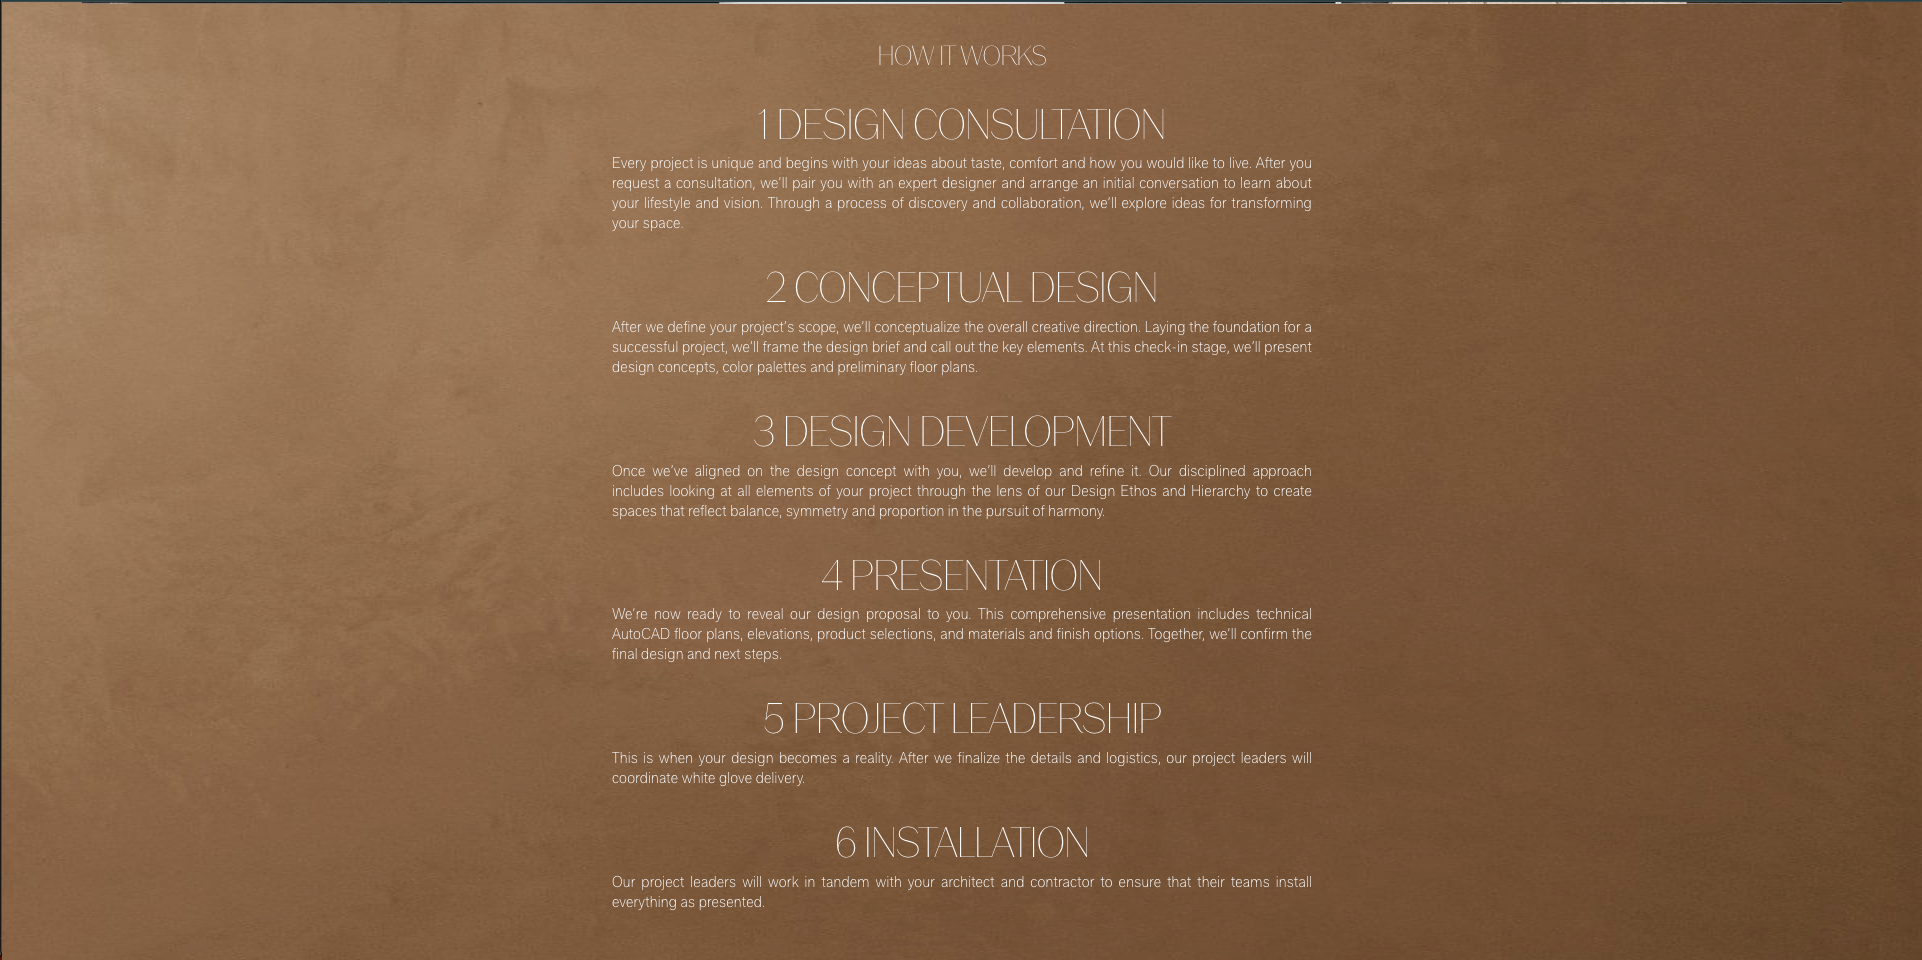 HOW IT WORKS
1 DESIGN CONSULTATION
Every project is unique and begins with your ideas about taste, comfort and how you would like to live. After you
request a consultation, we’ll pair you with an expert designer and arrange an initial conversation to learn about
your lifestyle and vision. Through a process of discovery and collaboration, we’ll explore ideas for transforming
your space.
2 CONCEPTUAL DESIGN
After we define your project’s scope, we’ll conceptualize the overall creative direction. Laying the foundation for a
successful project, we’ll frame the design brief and call out the key elements. At this check-in stage, we’ll present
design concepts, color palettes and preliminary floor plans.
3 DESIGN DEVELOPMENT
Once we’ve aligned on the design concept with you, we’ll develop and refine it. Our disciplined approach
includes looking at all elements of your project through the lens of our Design Ethos and Hierarchy to create
spaces that reflect balance, symmetry and proportion in the pursuit of harmony.
4 PRESENTATION
We’re now ready to reveal our design proposal to you. This comprehensive presentation includes technical
AutoCAD floor plans, elevations, product selections, and materials and finish options. Together, we’ll confirm the
final design and next steps.
5 PROJECT LEADERSHIP
This is when your design becomes a reality. After we finalize the details and logistics, our project leaders will
coordinate white glove delivery.
6 INSTALLATION
Our project leaders will work in tandem with your architect and contractor to ensure that their teams install
everything as presented.